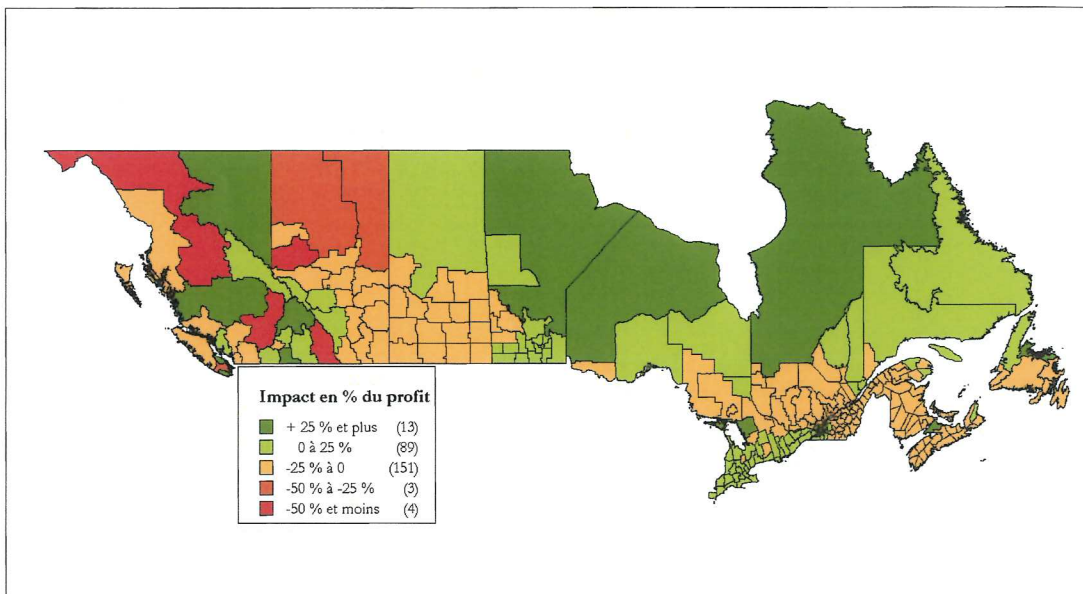 Impact en % du profit
+ 25 % et plus (13)
0 à 25 % (89)
-25 % à 0 (151)
-50 % à -25 % (3)
-50 % et moins (4)